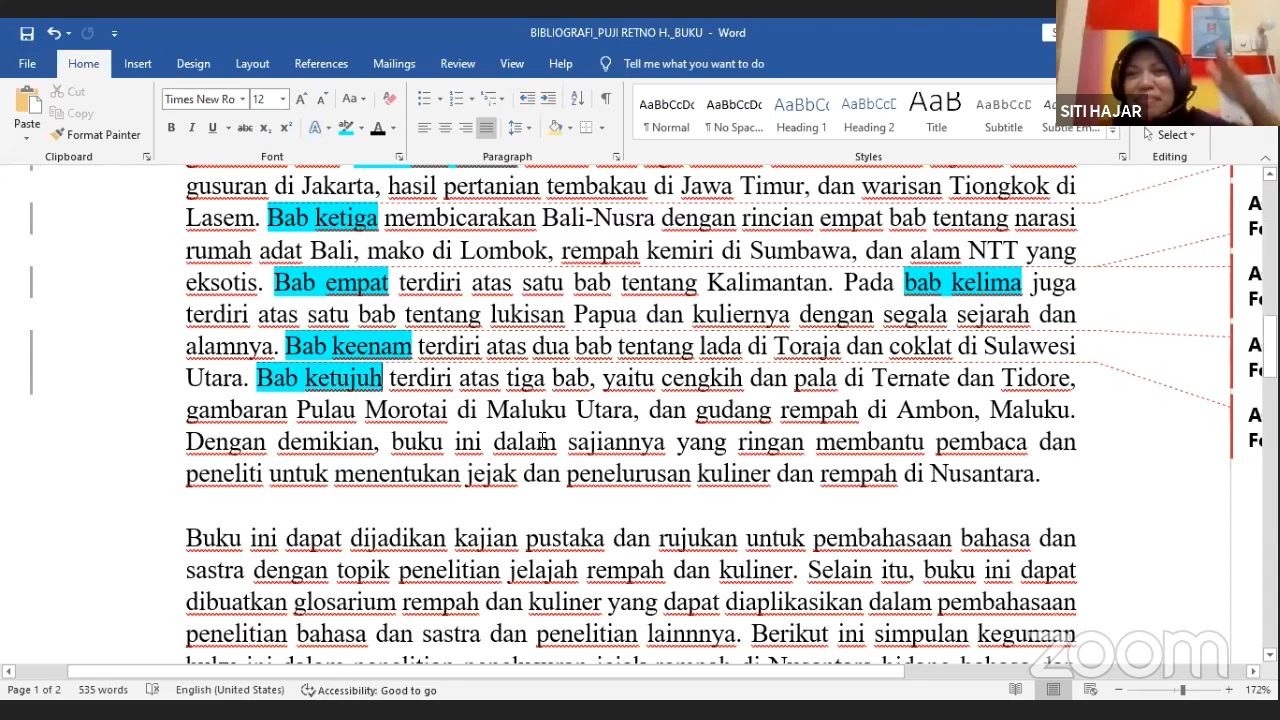 BIBLIOGRAFI_PUJI RETNO H._BUKU - Word
File Home Insert Design Layout References Mailings Review View Help Tell me what you want to do
Paste
Cut
Copy
Format Painter
Times New Ro 12
AaBbCcDc AaBbCcDc AaBbCcDc AaBbCcDc AaB AaBbCcD
¶ Normal ¶ No Spac... Heading 1 Heading 2 Title Subtitle Subtle Em...
Select
Clipboard Font Paragraph Styles Editing
SITI HAJAR
gusuran di Jakarta, hasil pertanian tembakau di Jawa Timur, dan warisan Tiongkok di
Lasem. Bab ketiga membicarakan Bali-Nusra dengan rincian empat bab tentang narasi
rumah adat Bali, mako di Lombok, rempah kemiri di Sumbawa, dan alam NTT yang
eksotis. Bab empat terdiri atas satu bab tentang Kalimantan. Pada bab kelima juga
terdiri atas satu bab tentang lukisan Papua dan kuliernya dengan segala sejarah dan
alamnya. Bab keenam terdiri atas dua bab tentang lada di Toraja dan coklat di Sulawesi
Utara. Bab ketujuh terdiri atas tiga bab, yaitu cengkih dan pala di Ternate dan Tidore,
gambaran Pulau Morotai di Maluku Utara, dan gudang rempah di Ambon, Maluku.
Dengan demikian, buku ini dalam sajiannya yang ringan membantu pembaca dan
peneliti untuk menentukan jejak dan penelurusan kuliner dan rempah di Nusantara.
Buku ini dapat dijadikan kajian pustaka dan rujukan untuk pembahasaan bahasa dan
sastra dengan topik penelitian jelajah rempah dan kuliner. Selain itu, buku ini dapat
dibuatkan glosarium rempah dan kuliner yang dapat diaplikasikan dalam pembahasaan
penelitian bahasa dan sastra dan penelitian lainnnya. Berikut ini simpulan kegunaan
zoom
Page 1 of 2 535 words English (United States) Accessibility: Good to go 172%